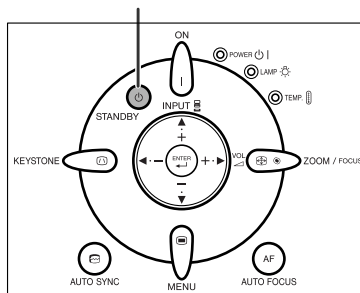 ON
POWER
LAMP
TEMP.
STANDBY
INPUT
KEYSTONE
ENTER
VOL
ZOOM / FOCUS
AUTO SYNC
MENU
AF
AUTO FOCUS